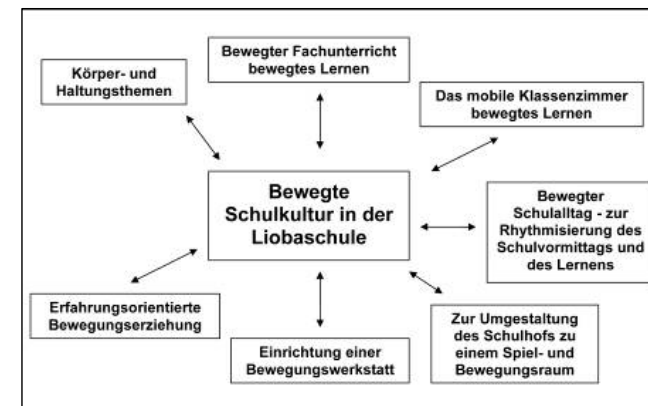 Bewegter Fachunterricht
bewegtes Lernen
Körper- und
Haltungsthemen
Das mobile Klassenzimmer
bewegtes Lernen
Bewegte
Schulkultur in der
Liobaschule
Bewegter
Schulalltag - zur
Rhythmisierung des
Schulvormittags und
des Lernens
Erfahrungsorientierte
Bewegungserziehung
Einrichtung einer
Bewegungswerkstatt
Zur Umgestaltung
des Schulhofs zu
einem Spiel- und
Bewegungsraum